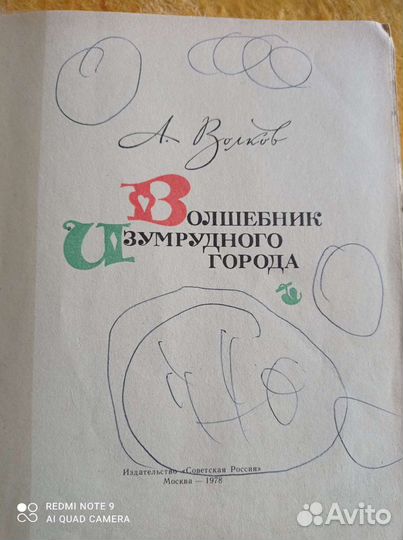 А. Волков
ВОЛШЕБНИК
ИЗУМРУДНОГО
ГОРОДА
Издательство «Советская Россия»
Москва — 1978
REDMI NOTE 9
AI QUAD CAMERA
Avito